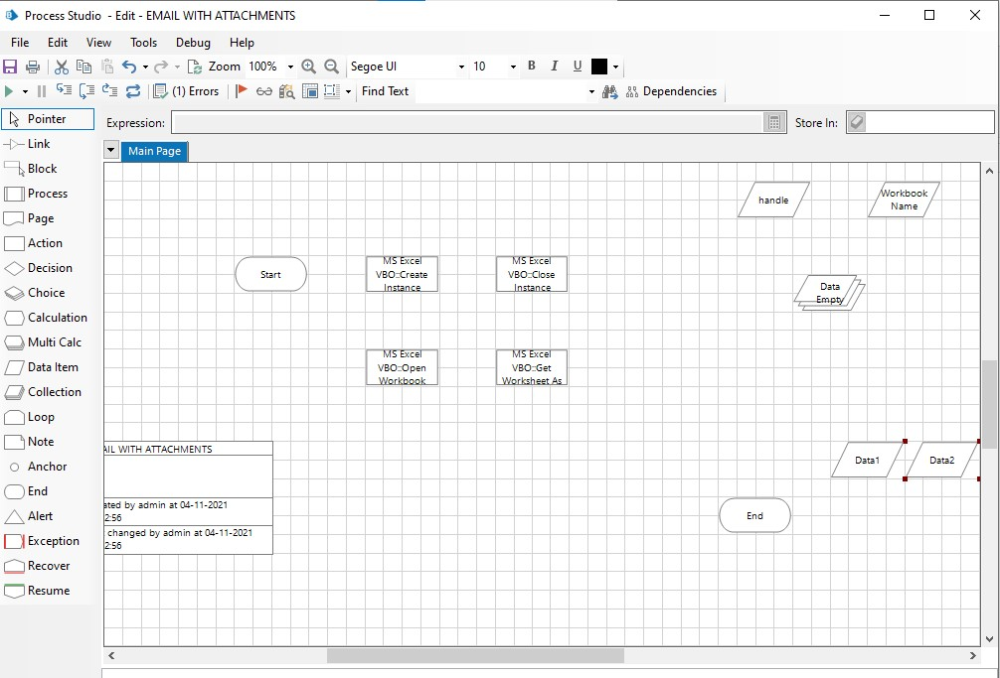 Process Studio - Edit - EMAIL WITH ATTACHMENTS
File Edit View Tools Debug Help
Zoom 100% Segoe UI 10 B I U
(1) Errors Find Text Dependencies
Pointer
Link
Block
Process
Page
Action
Decision
Choice
Calculation
Multi Calc
Data Item
Collection
Loop
Note
Anchor
End
Alert
Exception
Recover
Resume
Expression: Store In:
Main Page
handle
Workbook
Name
Start
MS Excel
VBO::Create
Instance
MS Excel
VBO::Close
Instance
Data
Empty
MS Excel
VBO::Open
Workbook
MS Excel
VBO::Get
Worksheet As
AIL WITH ATTACHMENTS
ated by admin at 04-11-2021
2:56
changed by admin at 04-11-2021
2:56
Data1
Data2
End